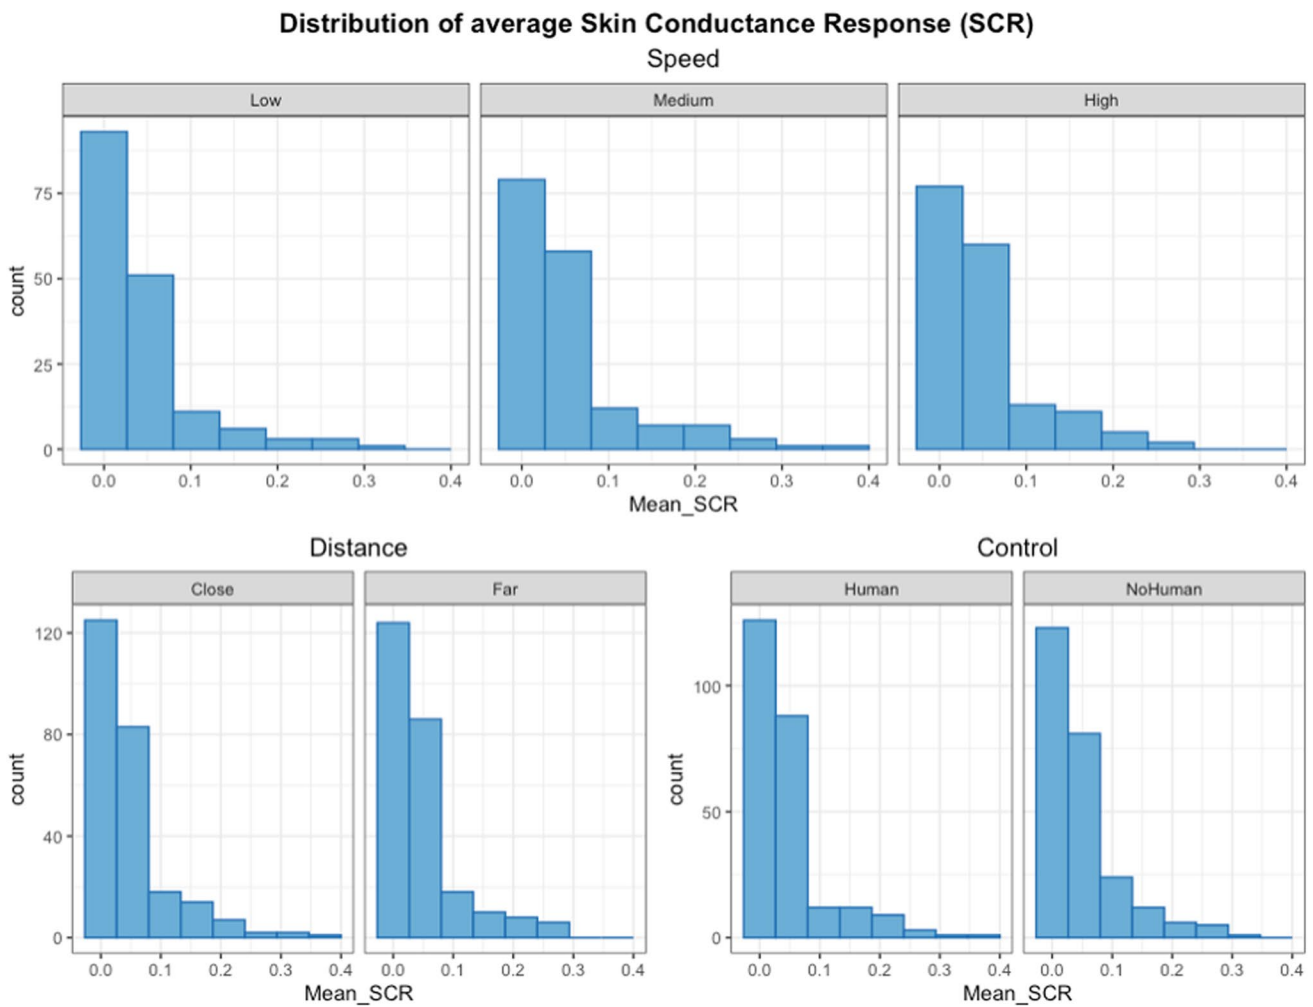 Distribution of average Skin Conductance Response (SCR)
Speed
Low Medium High
count
75
50
25
0
0.0 0.1 0.2 0.3 0.4 0.0 0.1 0.2 0.3 0.4 0.0 0.1 0.2 0.3 0.4
Mean_SCR
Distance
Close Far
count
120
80
40
0
0.0 0.1 0.2 0.3 0.4 0.0 0.1 0.2 0.3 0.4
Mean_SCR
Control
Human NoHuman
count
100
50
0
0.0 0.1 0.2 0.3 0.4 0.0 0.1 0.2 0.3 0.4
Mean_SCR